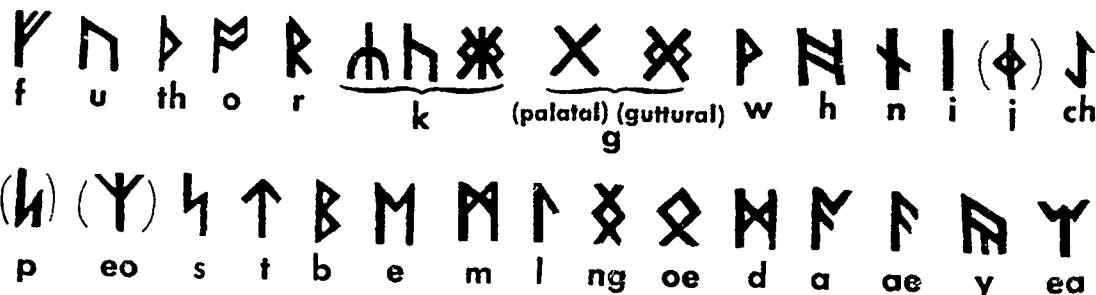 ᚠ ᚢ ᚦ ᚩ ᚱ ᛣ ᚳ ᛤ ᚷ ᚸ ᚹ ᚻ ᚾ ᛁ (ᛄ) ᛇ
f u th o r k (palatal) (guttural) w h n i j ch
g
(ᛈ) (ᛉ) ᛋ ᛏ ᛒ ᛖ ᛗ ᛚ ᛝ ᛟ ᛞ ᚪ ᚫ ᚣ ᛠ
p eo s t b e m l ng oe d a ae y ea